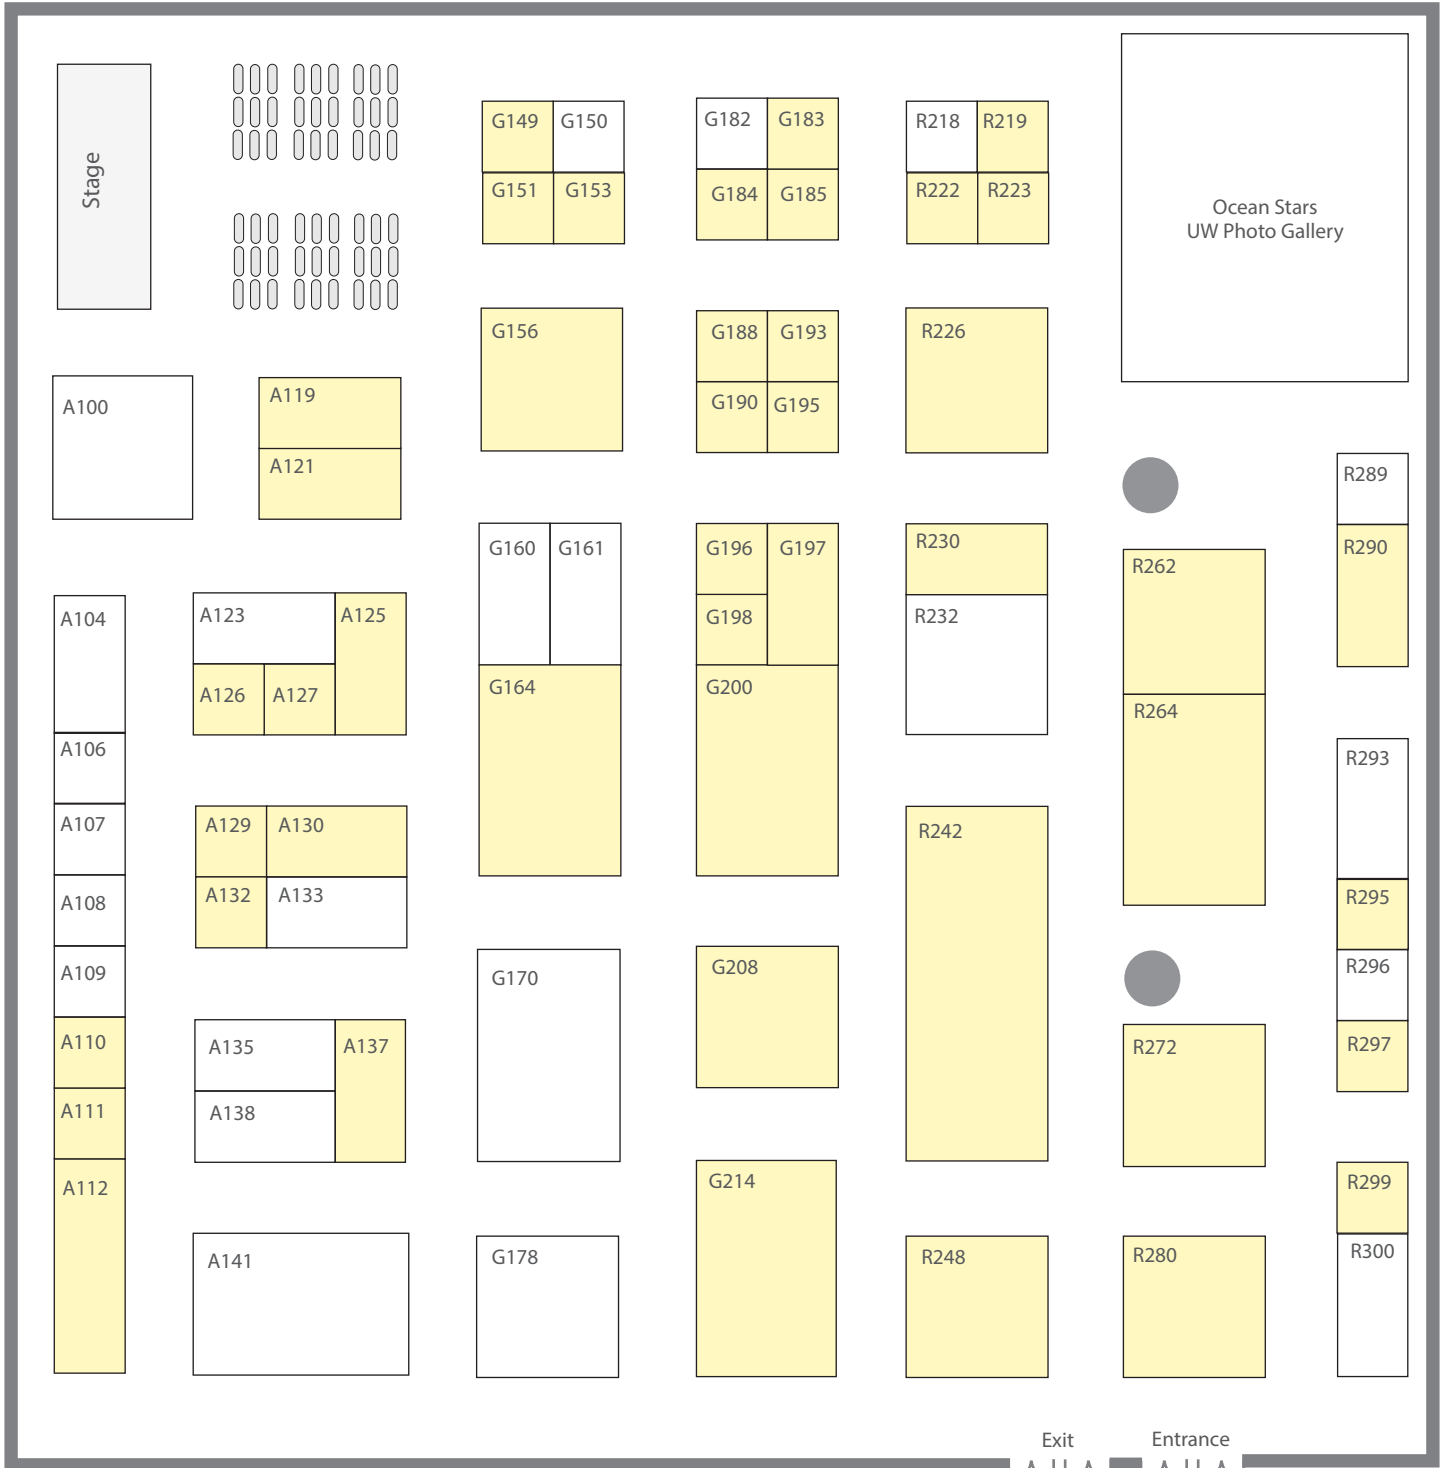 Stage
G149 G150
G151 G153
G182 G183
G184 G185
R218 R219
R222 R223
Ocean Stars
UW Photo Gallery
G156
G188 G193
G190 G195
R226
A100
A119
A121
G160 G161
G164
G196 G197
G198
G200
R230
R232
R262
R264
R289
R290
A104
A106
A107
A108
A109
A110
A111
A112
A123 A125
A126 A127
A129 A130
A132 A133
A135 A137
A138
A141
G170
G178
G208
G214
R242
R248
R272
R280
R293
R295
R296
R297
R299
R300
Exit Entrance